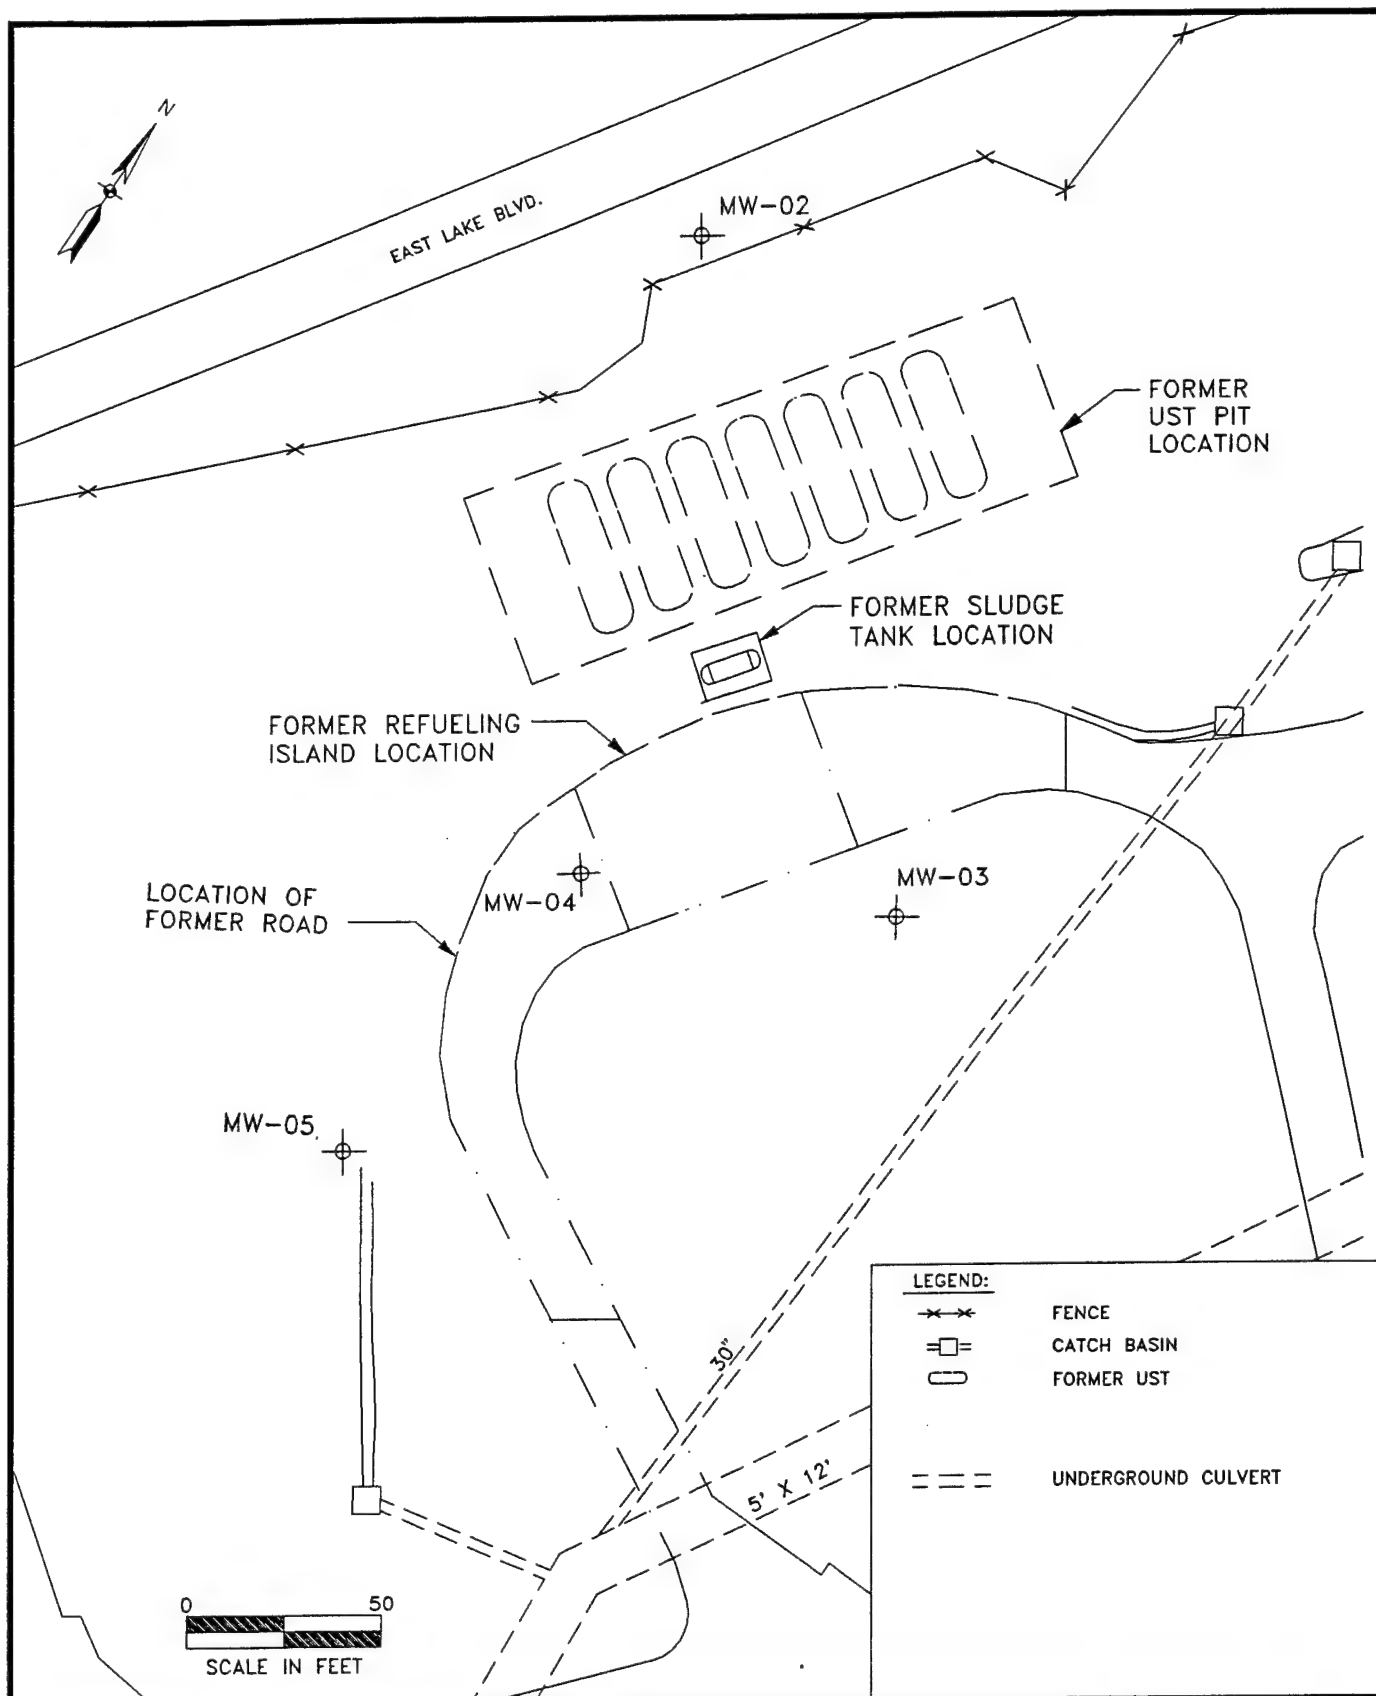 N
EAST LAKE BLVD.
MW-02
FORMER
UST PIT
LOCATION
FORMER SLUDGE
TANK LOCATION
FORMER REFUELING
ISLAND LOCATION
MW-03
MW-04
LOCATION OF
FORMER ROAD
MW-05
30"
5' X 12'
LEGEND:
FENCE
CATCH BASIN
FORMER UST
UNDERGROUND CULVERT
0 50
SCALE IN FEET